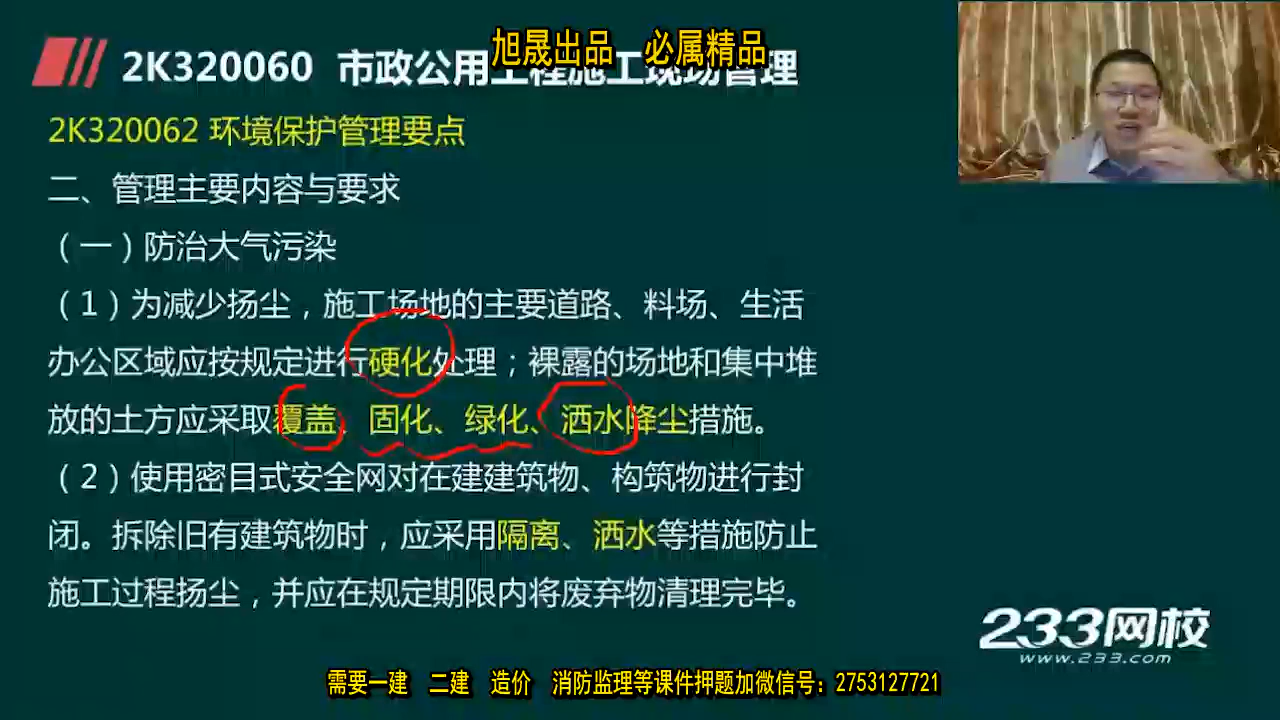 旭晟出品 必属精品
2K320060 市政公用工程施工现场管理
2K320062 环境保护管理要点
二、管理主要内容与要求
（一）防治大气污染
（1）为减少扬尘，施工场地的主要道路、料场、生活
办公区域应按规定进行硬化处理；裸露的场地和集中堆
放的土方应采取覆盖、固化、绿化、洒水降尘措施。
（2）使用密目式安全网对在建建筑物、构筑物进行封
闭。拆除旧有建筑物时，应采用隔离、洒水等措施防止
施工过程扬尘，并应在规定期限内将废弃物清理完毕。
233网校
www.233.com
需要一建 二建 造价 消防监理等课件押题加微信号：2753127721